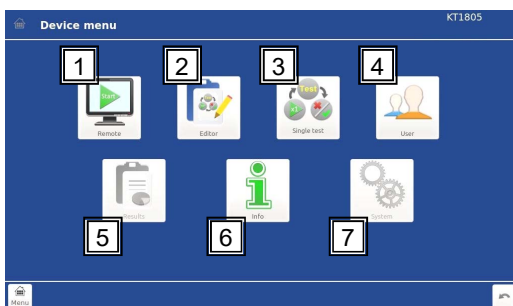 Device menu
KT1805
1
2
3
4
Start
Test
x1
Remote
Editor
Single test
User
Results
Info
System
5
6
7
Menu